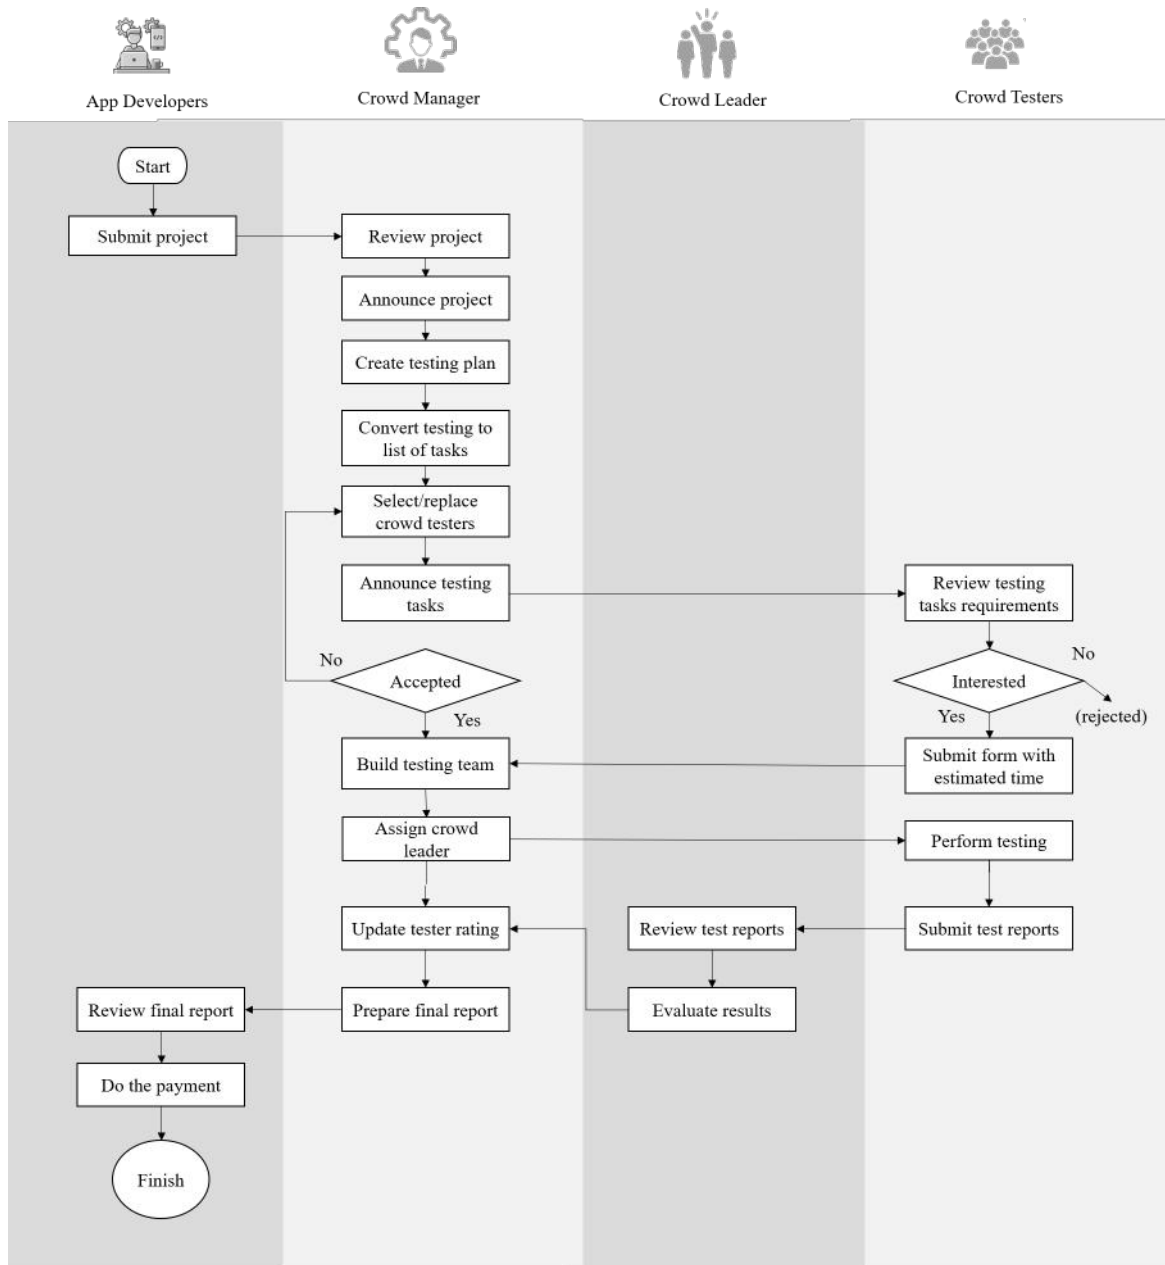 App Developers
Crowd Manager
Crowd Leader
Crowd Testers
Start
Submit project
Review project
Announce project
Create testing plan
Convert testing to
list of tasks
Select/replace
crowd testers
Announce testing
tasks
Review testing
tasks requirements
No
Accepted
Yes
Interested
No
Yes
(rejected)
Build testing team
Submit form with
estimated time
Assign crowd
leader
Perform testing
Update tester rating
Review test reports
Submit test reports
Review final report
Prepare final report
Evaluate results
Do the payment
Finish